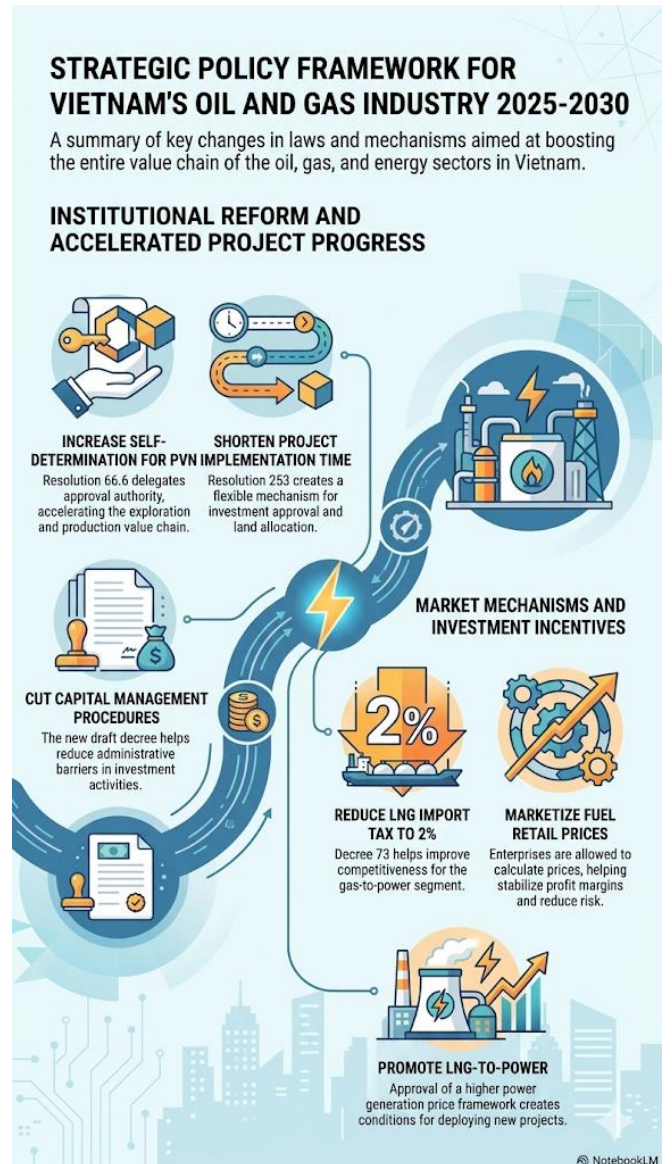 STRATEGIC POLICY FRAMEWORK FOR
VIETNAM'S OIL AND GAS INDUSTRY 2025-2030
A summary of key changes in laws and mechanisms aimed at boosting
the entire value chain of the oil, gas, and energy sectors in Vietnam.
INSTITUTIONAL REFORM AND
ACCELERATED PROJECT PROGRESS
INCREASE SELF-
DETERMINATION FOR PVN
Resolution 66.6 delegates
approval authority,
accelerating the exploration
and production value chain.
SHORTEN PROJECT
IMPLEMENTATION TIME
Resolution 253 creates a
flexible mechanism for
investment approval and
land allocation.
CUT CAPITAL MANAGEMENT
PROCEDURES
The new draft decree helps
reduce administrative
barriers in investment
activities.
MARKET MECHANISMS AND
INVESTMENT INCENTIVES
2%
REDUCE LNG IMPORT
TAX TO 2%
Decree 73 helps improve
competitiveness for the
gas-to-power segment.
MARKETIZE FUEL
RETAIL PRICES
Enterprises are allowed to
calculate prices, helping
stabilize profit margins
and reduce risk.
PROMOTE LNG-TO-POWER
Approval of a higher power
generation price framework creates
conditions for deploying new projects.
NotebookLM